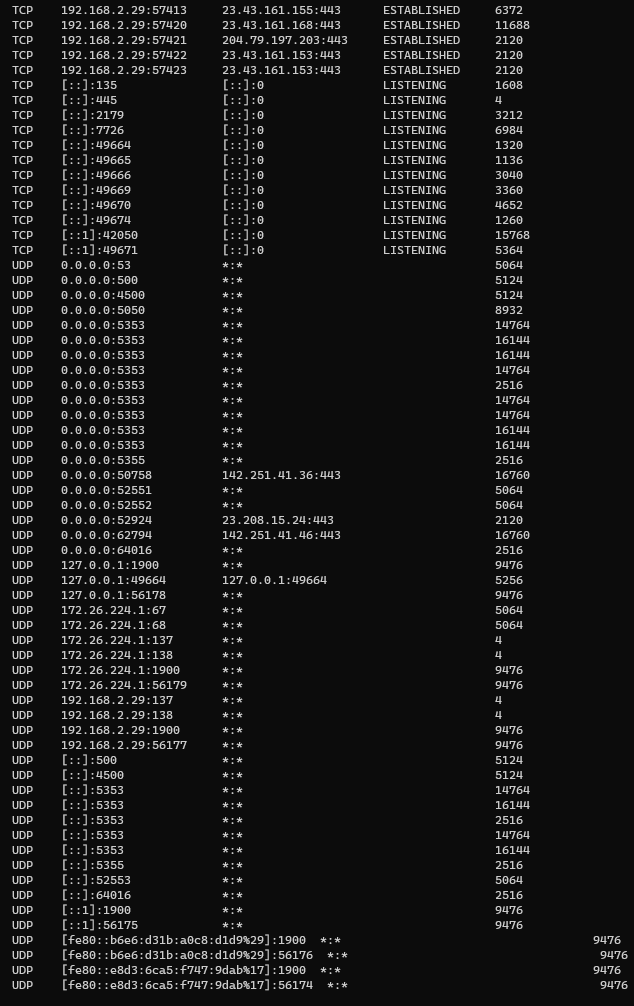 TCP    192.168.2.29:57413     23.43.161.155:443      ESTABLISHED     6372
TCP    192.168.2.29:57420     23.43.161.168:443      ESTABLISHED     11688
TCP    192.168.2.29:57421     204.79.197.203:443     ESTABLISHED     2120
TCP    192.168.2.29:57422     23.43.161.153:443      ESTABLISHED     2120
TCP    192.168.2.29:57423     23.43.161.153:443      ESTABLISHED     2120
TCP    [::]:135               [::]:0                 LISTENING       1608
TCP    [::]:445               [::]:0                 LISTENING       4
TCP    [::]:2179              [::]:0                 LISTENING       3212
TCP    [::]:7726              [::]:0                 LISTENING       6984
TCP    [::]:49664             [::]:0                 LISTENING       1320
TCP    [::]:49665             [::]:0                 LISTENING       1136
TCP    [::]:49666             [::]:0                 LISTENING       3040
TCP    [::]:49669             [::]:0                 LISTENING       3360
TCP    [::]:49670             [::]:0                 LISTENING       4652
TCP    [::]:49674             [::]:0                 LISTENING       1260
TCP    [::1]:42050            [::]:0                 LISTENING       15768
TCP    [::1]:49671            [::]:0                 LISTENING       5364
UDP    0.0.0.0:53             *:*                                    5064
UDP    0.0.0.0:500            *:*                                    5124
UDP    0.0.0.0:4500           *:*                                    5124
UDP    0.0.0.0:5050           *:*                                    8932
UDP    0.0.0.0:5353           *:*                                    14764
UDP    0.0.0.0:5353           *:*                                    16144
UDP    0.0.0.0:5353           *:*                                    16144
UDP    0.0.0.0:5353           *:*                                    14764
UDP    0.0.0.0:5353           *:*                                    2516
UDP    0.0.0.0:5353           *:*                                    14764
UDP    0.0.0.0:5353           *:*                                    14764
UDP    0.0.0.0:5353           *:*                                    16144
UDP    0.0.0.0:5353           *:*                                    16144
UDP    0.0.0.0:5355           *:*                                    2516
UDP    0.0.0.0:50758          142.251.41.36:443                      16760
UDP    0.0.0.0:52551          *:*                                    5064
UDP    0.0.0.0:52552          *:*                                    5064
UDP    0.0.0.0:52924          23.208.15.24:443                       2120
UDP    0.0.0.0:62794          142.251.41.46:443                      16760
UDP    0.0.0.0:64016          *:*                                    2516
UDP    127.0.0.1:1900         *:*                                    9476
UDP    127.0.0.1:49664        127.0.0.1:49664                        5256
UDP    127.0.0.1:56178        *:*                                    9476
UDP    172.26.224.1:67        *:*                                    5064
UDP    172.26.224.1:68        *:*                                    5064
UDP    172.26.224.1:137       *:*                                    4
UDP    172.26.224.1:138       *:*                                    4
UDP    172.26.224.1:1900      *:*                                    9476
UDP    172.26.224.1:56179     *:*                                    9476
UDP    192.168.2.29:137       *:*                                    4
UDP    192.168.2.29:138       *:*                                    4
UDP    192.168.2.29:1900      *:*                                    9476
UDP    192.168.2.29:56177     *:*                                    9476
UDP    [::]:500               *:*                                    5124
UDP    [::]:4500              *:*                                    5124
UDP    [::]:5353              *:*                                    14764
UDP    [::]:5353              *:*                                    16144
UDP    [::]:5353              *:*                                    2516
UDP    [::]:5353              *:*                                    14764
UDP    [::]:5353              *:*                                    16144
UDP    [::]:5355              *:*                                    2516
UDP    [::]:52553             *:*                                    5064
UDP    [::]:64016             *:*                                    2516
UDP    [::1]:1900             *:*                                    9476
UDP    [::1]:56175            *:*                                    9476
UDP    [fe80::b6e6:d31b:a0c8:d1d9%29]:1900  *:*                                    9476
UDP    [fe80::b6e6:d31b:a0c8:d1d9%29]:56176  *:*                                    9476
UDP    [fe80::e8d3:6ca5:f747:9dab%17]:1900  *:*                                    9476
UDP    [fe80::e8d3:6ca5:f747:9dab%17]:56174  *:*                                    9476